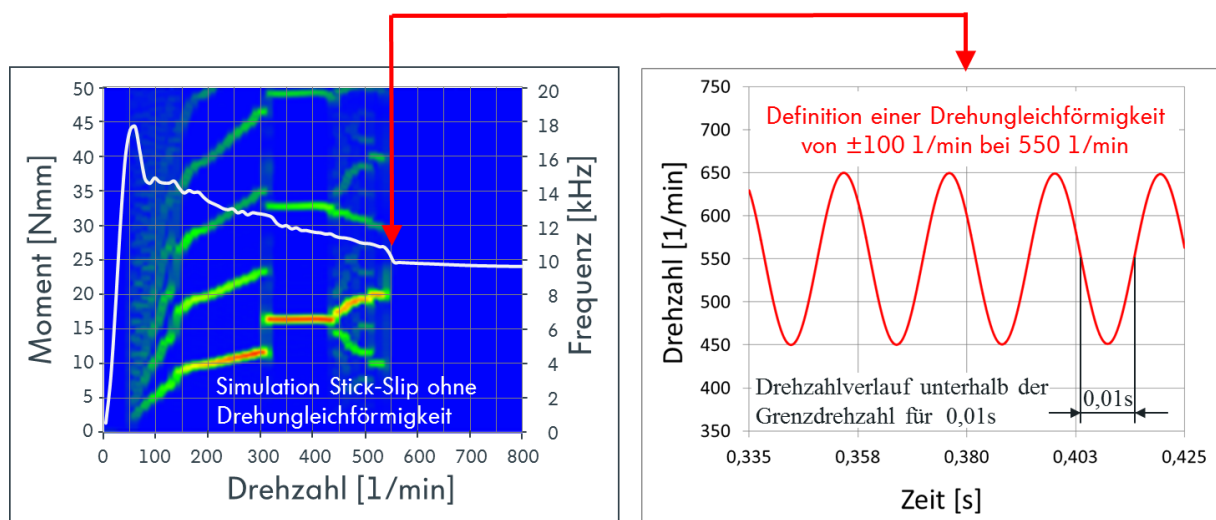 Moment [Nmm]
50
45
40
35
30
25
20
15
10
5
0
20
18
16
14
12
10
8
6
4
2
0
Frequenz [kHz]
Simulation Stick-Slip ohne
Drehungleichförmigkeit
0 100 200 300 400 500 600 700 800
Drehzahl [1/min]
Drehzahl [1/min]
750
700
650
600
550
500
450
400
350
Definition einer Drehungleichförmigkeit
von ±100 1/min bei 550 1/min
Drehzahlverlauf unterhalb der
Grenzdrehzahl für 0,01s
0,01s
0,335 0,358 0,380 0,403 0,425
Zeit [s]